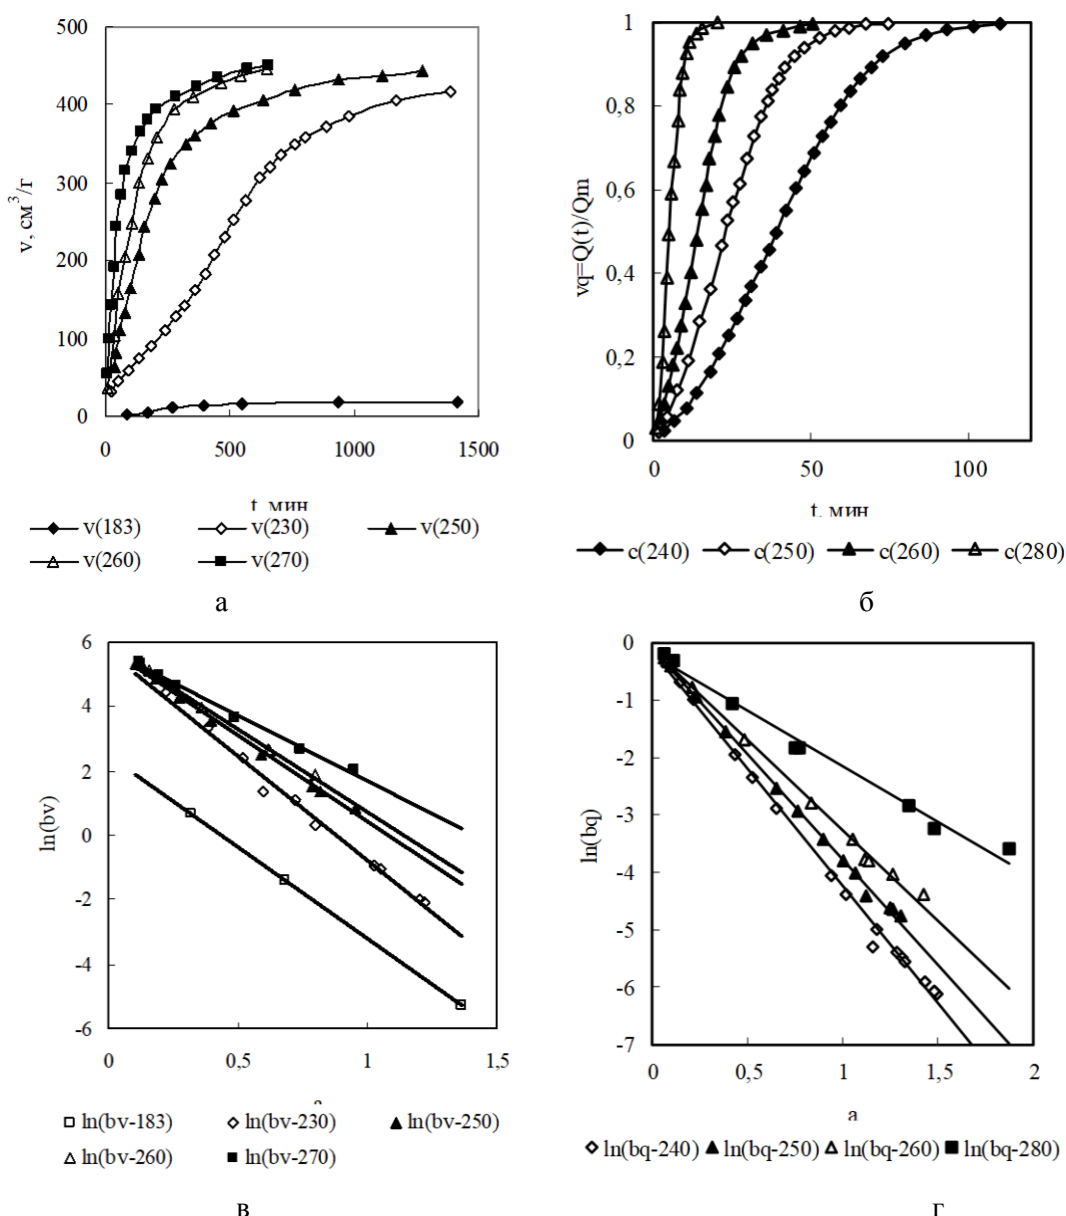 v, см³/г
500
400
300
200
100
0
0 500 1000 1500
t, мин
v(183) v(230) v(250)
v(260) v(270)
а
vq=Q(t)/Qm
1
0,8
0,6
0,4
0,2
0
0 50 100
t, мин
c(240) c(250) c(260) c(280)
б
ln(bv)
6
4
2
0
-2
-4
-6
0 0,5 1 1,5
ln(bv-183) ln(bv-230) ln(bv-250)
ln(bv-260) ln(bv-270)
в
ln(bq)
0
-1
-2
-3
-4
-5
-6
-7
0 0,5 1 1,5 2
a
ln(bq-240) ln(bq-250) ln(bq-260) ln(bq-280)
г